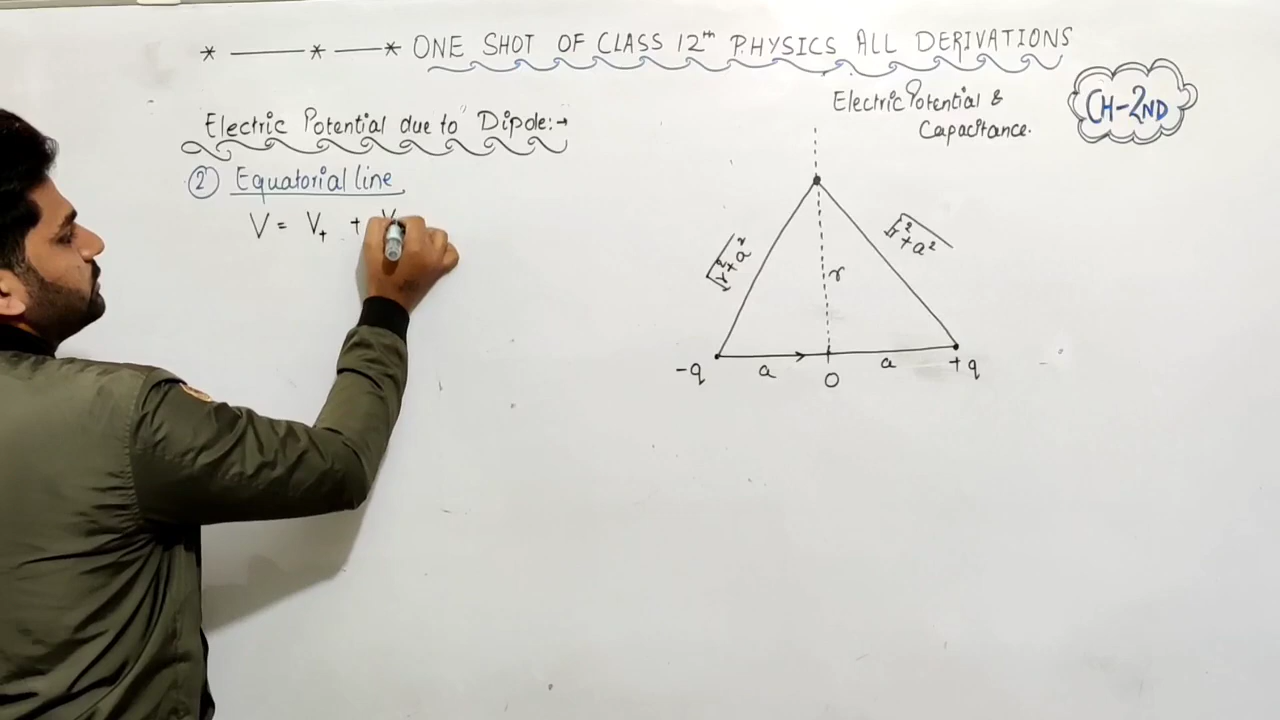 * —— * — * ONE SHOT OF CLASS 12th PHYSICS ALL DERIVATIONS
Electric Potential &
Capacitance.
CH-2ND
Electric Potential due to Dipole:→
② Equatorial line
V = V₊ + V
√r²+a²
√r²+a²
r
-q
a
O
a
+q